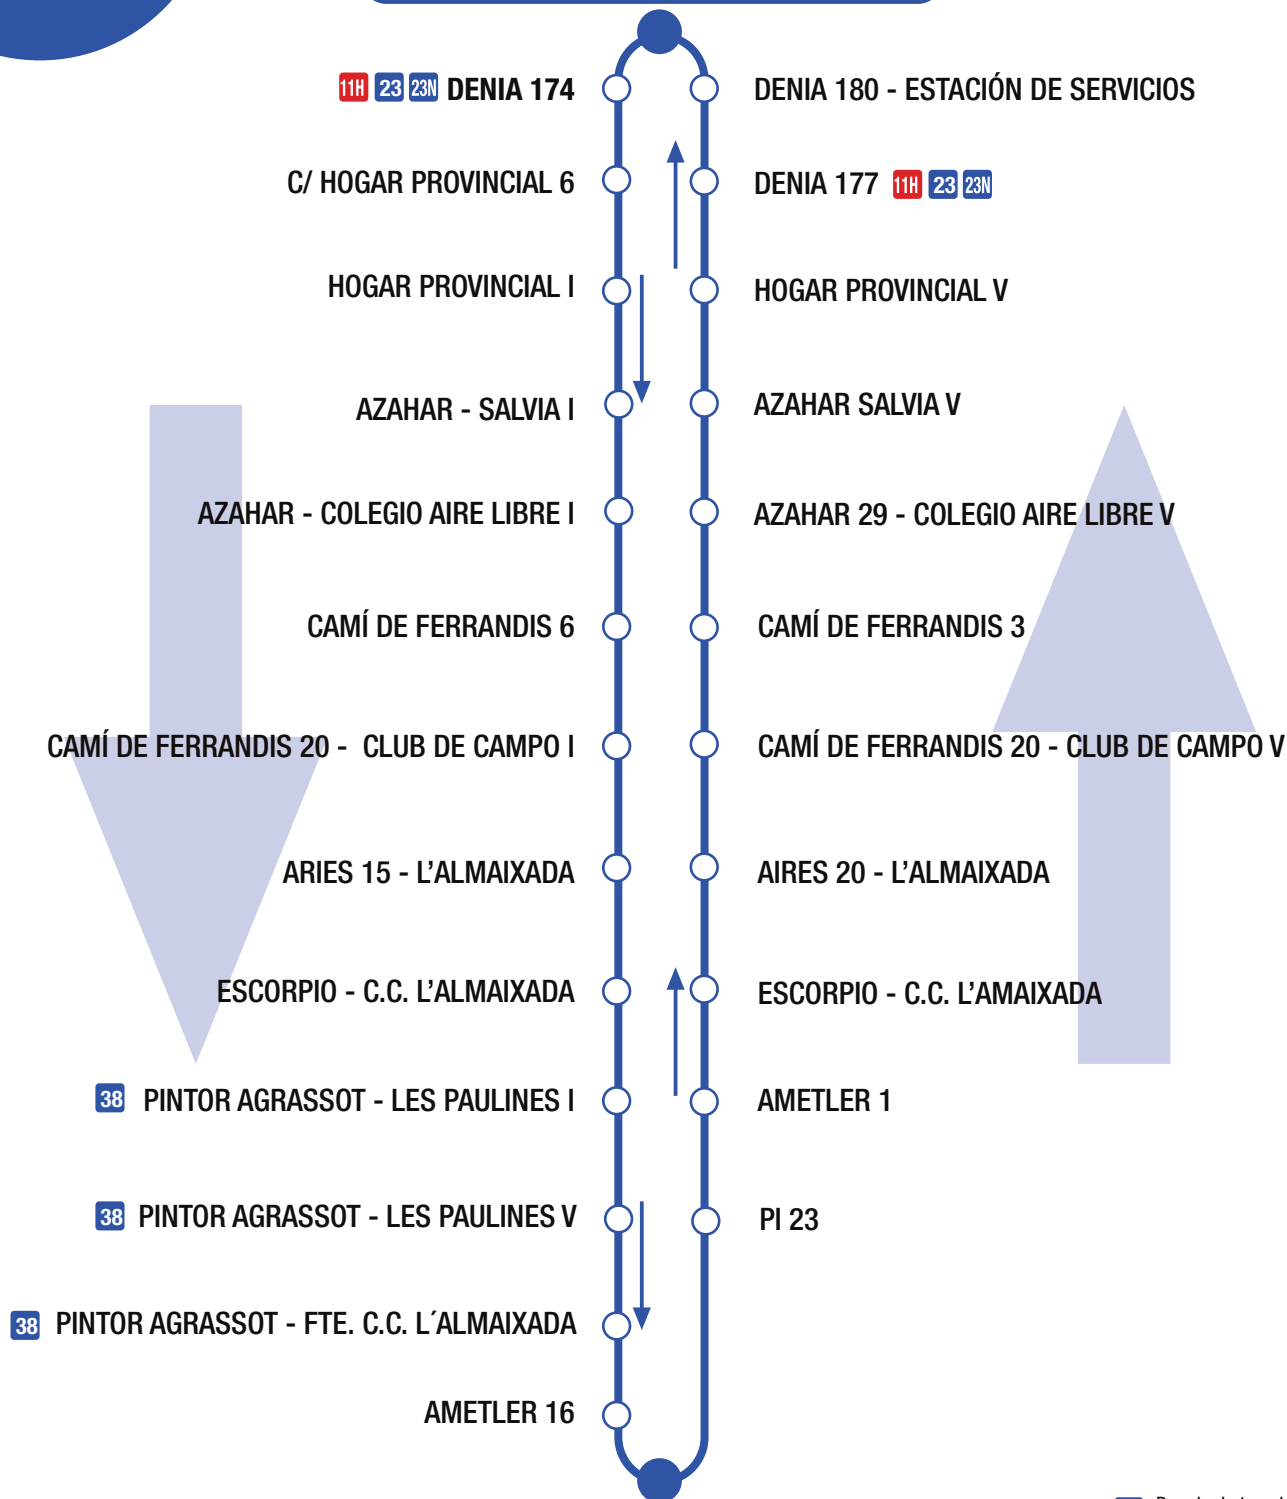 11H 23 23N DENIA 174
DENIA 180 - ESTACIÓN DE SERVICIOS
C/ HOGAR PROVINCIAL 6
DENIA 177 11H 23 23N
HOGAR PROVINCIAL I
HOGAR PROVINCIAL V
AZAHAR - SALVIA I
AZAHAR SALVIA V
AZAHAR - COLEGIO AIRE LIBRE I
AZAHAR 29 - COLEGIO AIRE LIBRE V
CAMÍ DE FERRANDIS 6
CAMÍ DE FERRANDIS 3
CAMÍ DE FERRANDIS 20 - CLUB DE CAMPO I
CAMÍ DE FERRANDIS 20 - CLUB DE CAMPO V
ARIES 15 - L'ALMAIXADA
AIRES 20 - L'ALMAIXADA
ESCORPIO - C.C. L'ALMAIXADA
ESCORPIO - C.C. L'AMAIXADA
38 PINTOR AGRASSOT - LES PAULINES I
AMETLER 1
38 PINTOR AGRASSOT - LES PAULINES V
PI 23
38 PINTOR AGRASSOT - FTE. C.C. L´ALMAIXADA
AMETLER 16